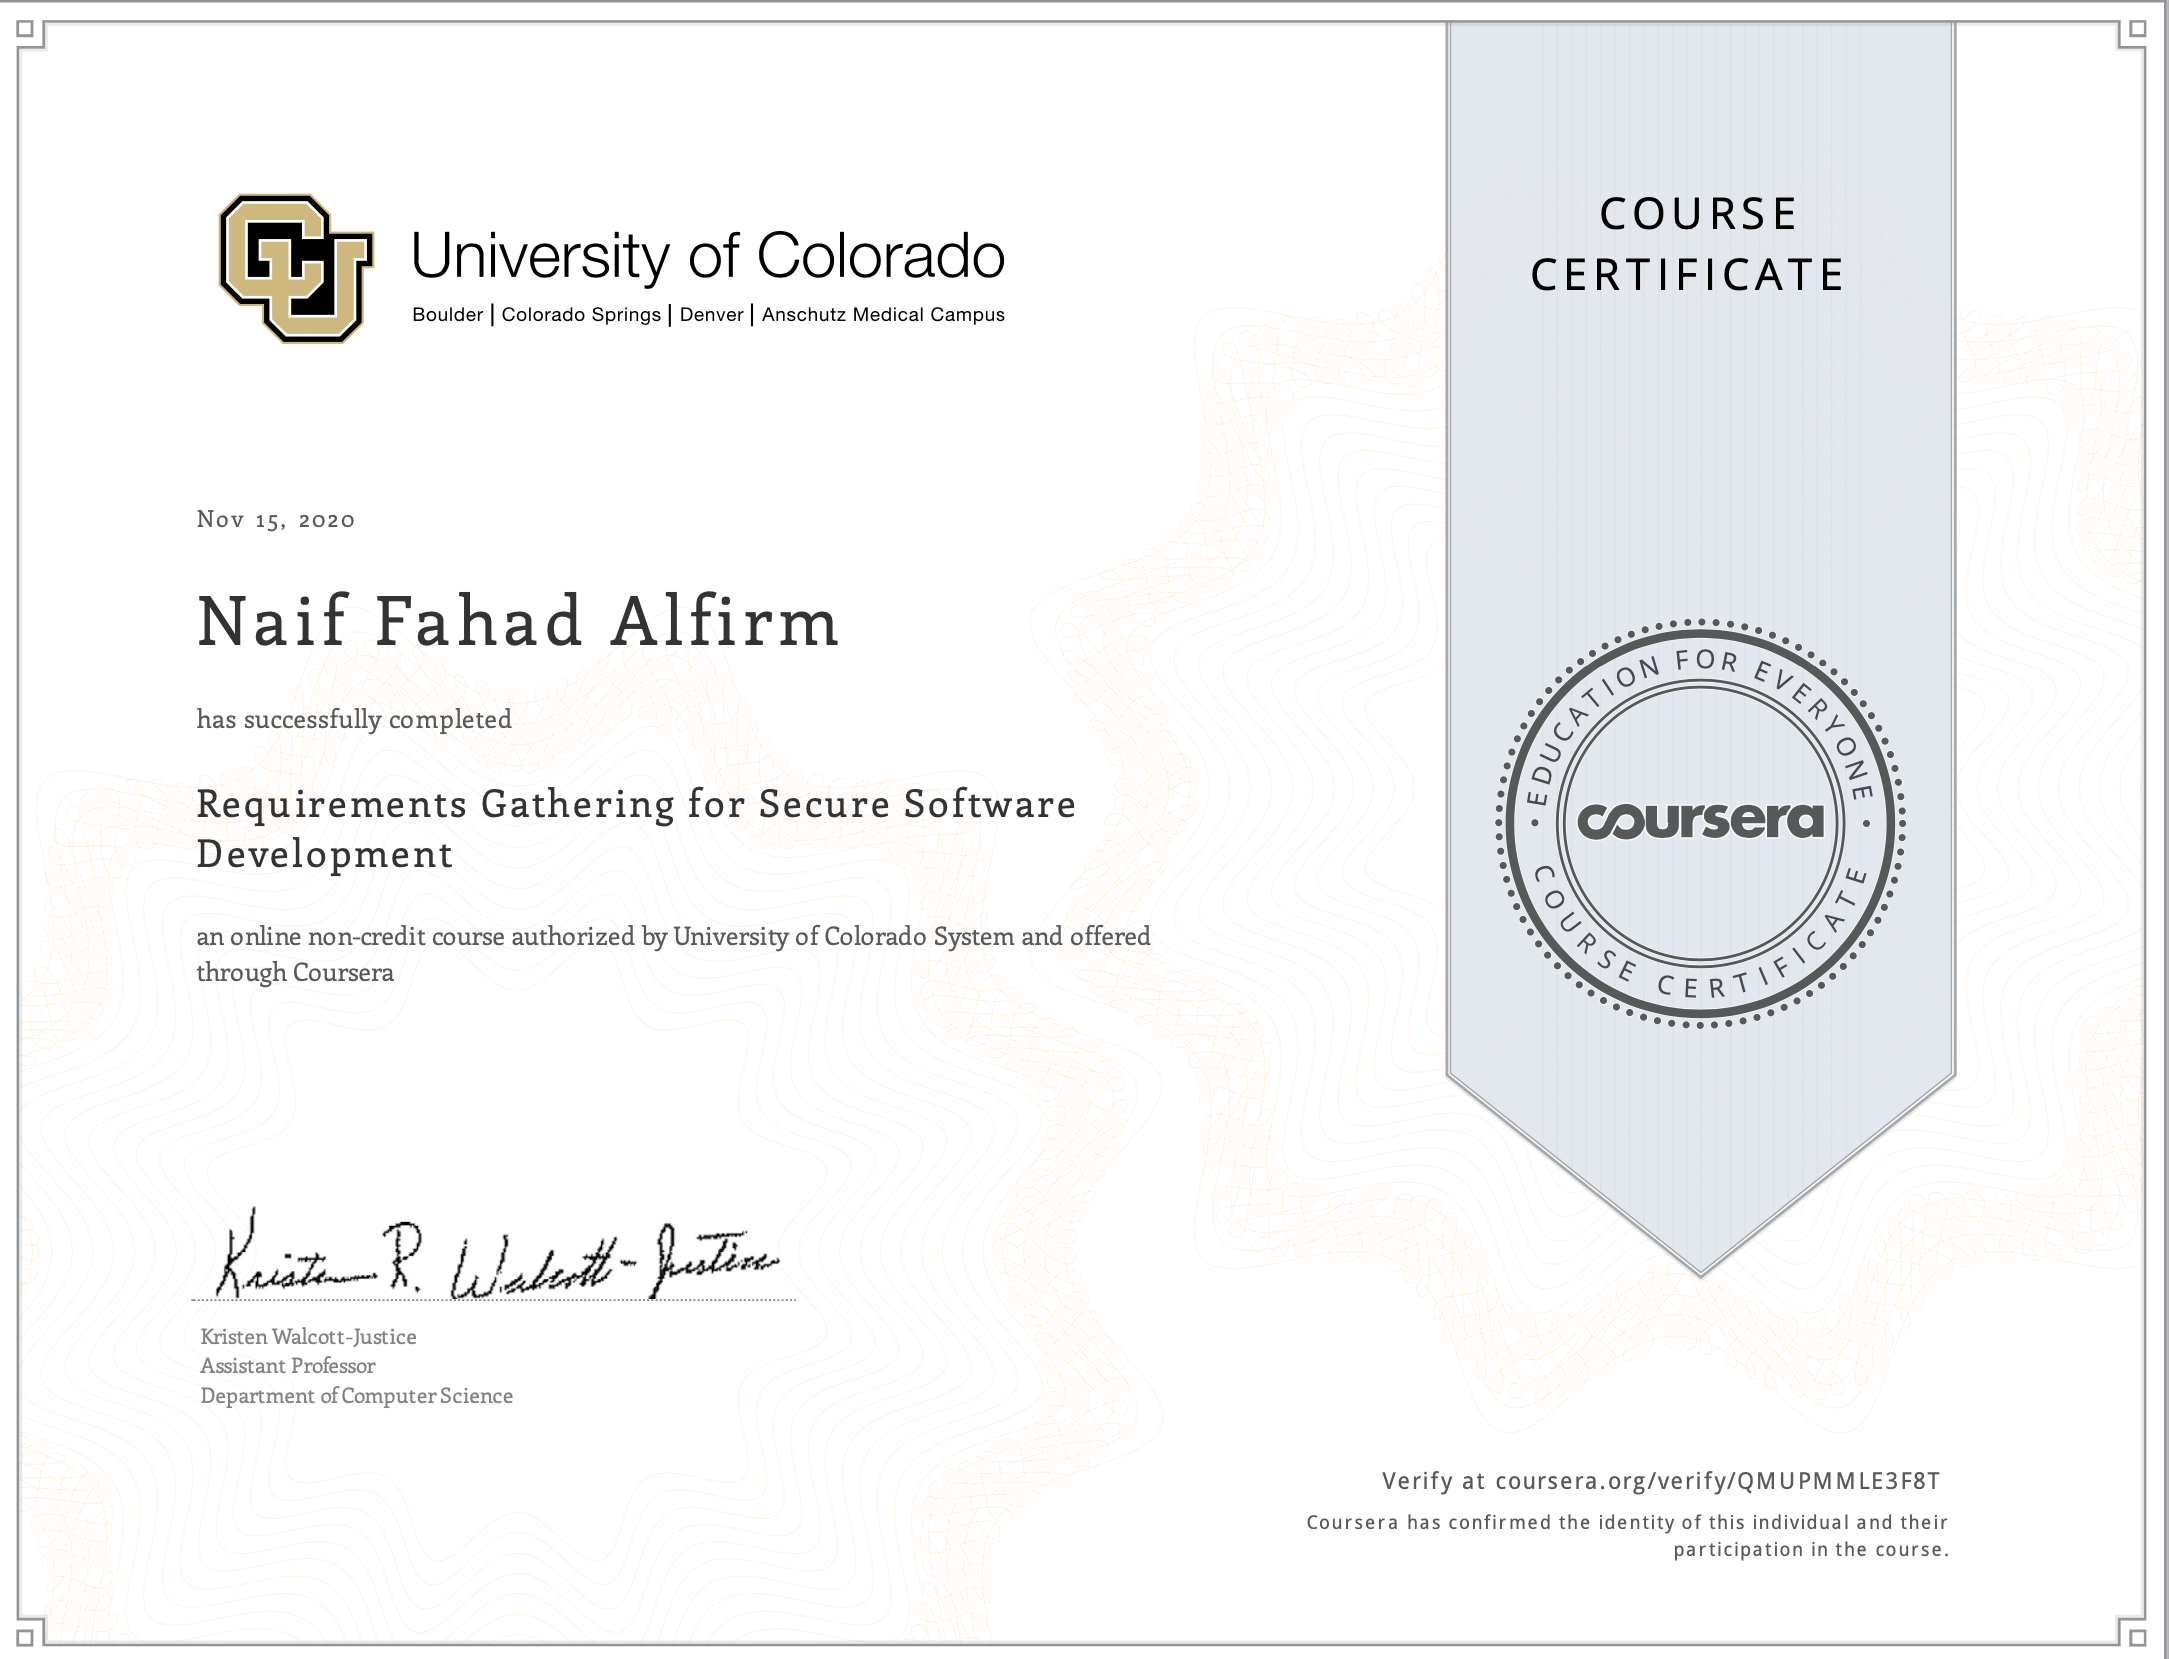 CU
University of Colorado
Boulder | Colorado Springs | Denver | Anschutz Medical Campus
COURSE
CERTIFICATE
Nov 15, 2020
Naif Fahad Alfirm
has successfully completed
Requirements Gathering for Secure Software
Development
an online non-credit course authorized by University of Colorado System and offered
through Coursera
EDUCATION FOR EVERYONE
coursera
COURSE CERTIFICATE
Kristen R. Walcott-Justice
Kristen Walcott-Justice
Assistant Professor
Department of Computer Science
Verify at coursera.org/verify/QMUPMMLE3F8T
Coursera has confirmed the identity of this individual and their
participation in the course.